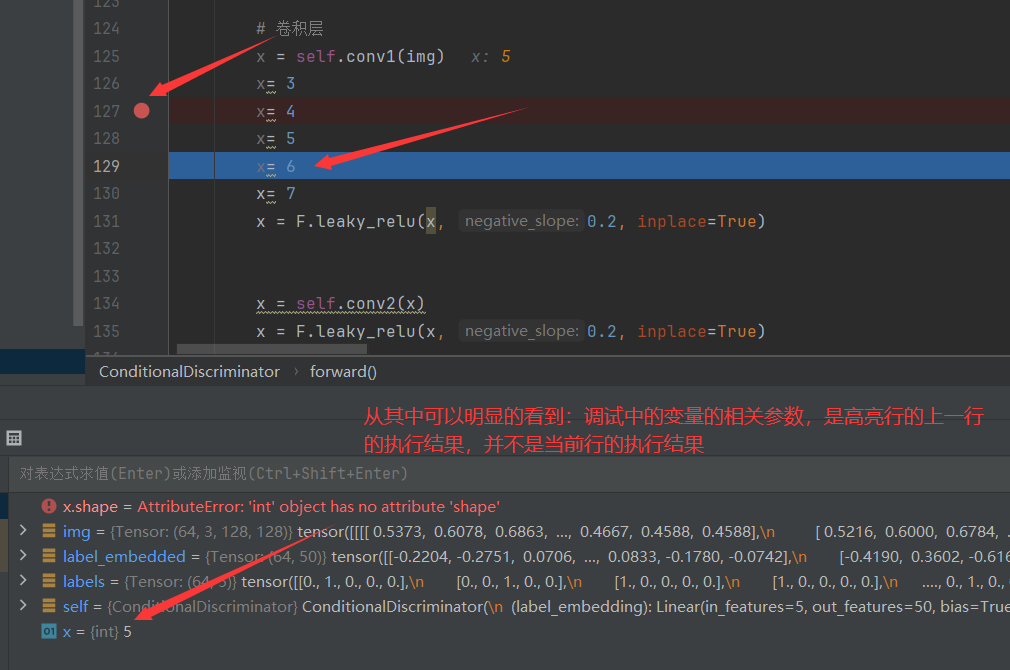 123
124 # 卷积层
125 x = self.conv1(img) x: 5
126 x= 3
127 x= 4
128 x= 5
129 x= 6
130 x= 7
131 x = F.leaky_relu(x, negative_slope: 0.2, inplace=True)
132
133
134 x = self.conv2(x)
135 x = F.leaky_relu(x, negative_slope: 0.2, inplace=True)
ConditionalDiscriminator › forward()
从其中可以明显的看到：调试中的变量的相关参数，是高亮行的上一行
的执行结果，并不是当前行的执行结果
对表达式求值(Enter)或添加监视(Ctrl+Shift+Enter)
x.shape = AttributeError: 'int' object has no attribute 'shape'
img = {Tensor: (64, 3, 128, 128)} tensor([[[[ 0.5373, 0.6078, 0.6863, ..., 0.4667, 0.4588, 0.4588],\n [ 0.5216, 0.6000, 0.6784, .
label_embedded = {Tensor: (64, 50)} tensor([[-0.2204, -0.2751, 0.0706, ..., 0.0833, -0.1780, -0.0742],\n [-0.4190, 0.3602, -0.616
labels = {Tensor: (64, 5)} tensor([[0., 1., 0., 0., 0.],\n [0., 0., 1., 0., 0.],\n [1., 0., 0., 0., 0.],\n [1., 0., 0., 0., 0.],\n ...., 0., 1., 0.,
self = {ConditionalDiscriminator} ConditionalDiscriminator(\n (label_embedding): Linear(in_features=5, out_features=50, bias=True
01 x = {int} 5